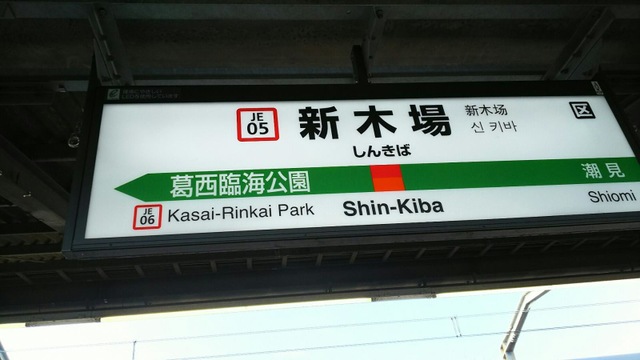 JE
05
新木場
新木场
신키바
区
しんきば
葛西臨海公園
潮見
JE
06
Kasai-Rinkai Park
Shin-Kiba
Shiomi